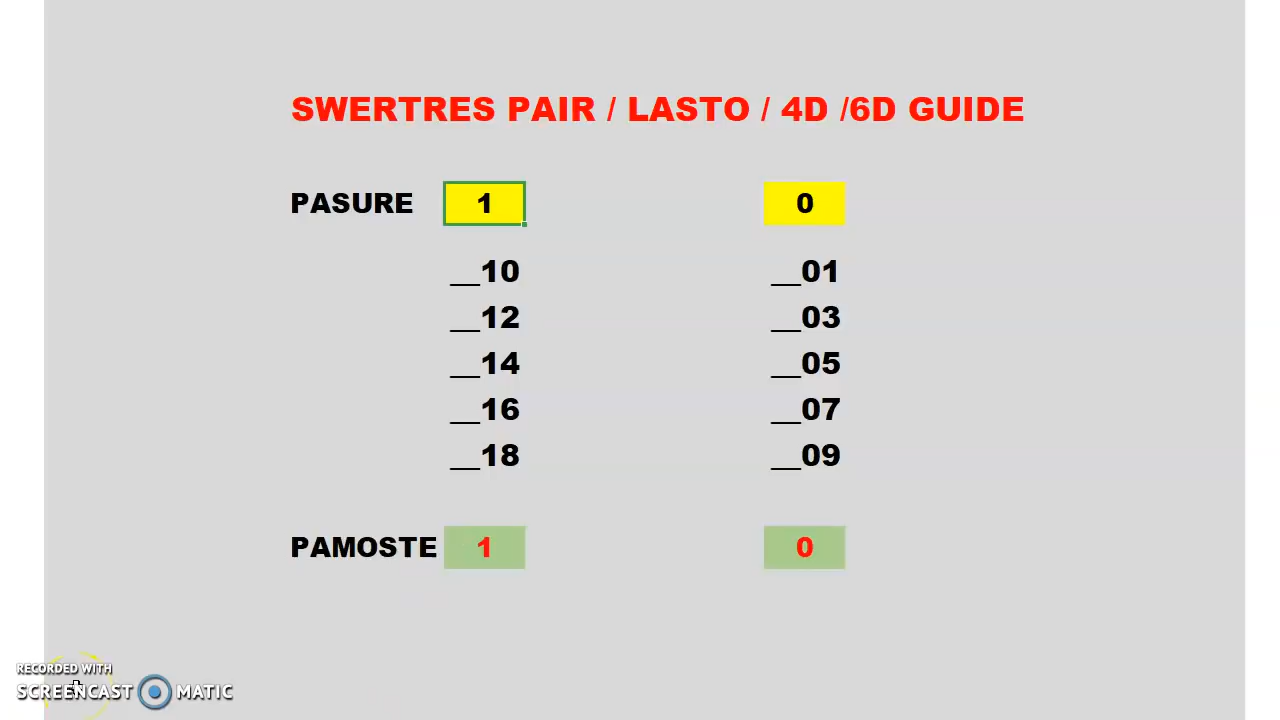 SWERTRES PAIR / LASTO / 4D /6D GUIDE
PASURE 1 0
__10 __01
__12 __03
__14 __05
__16 __07
__18 __09
PAMOSTE 1 0
RECORDED WITH
SCREENCAST MATIC